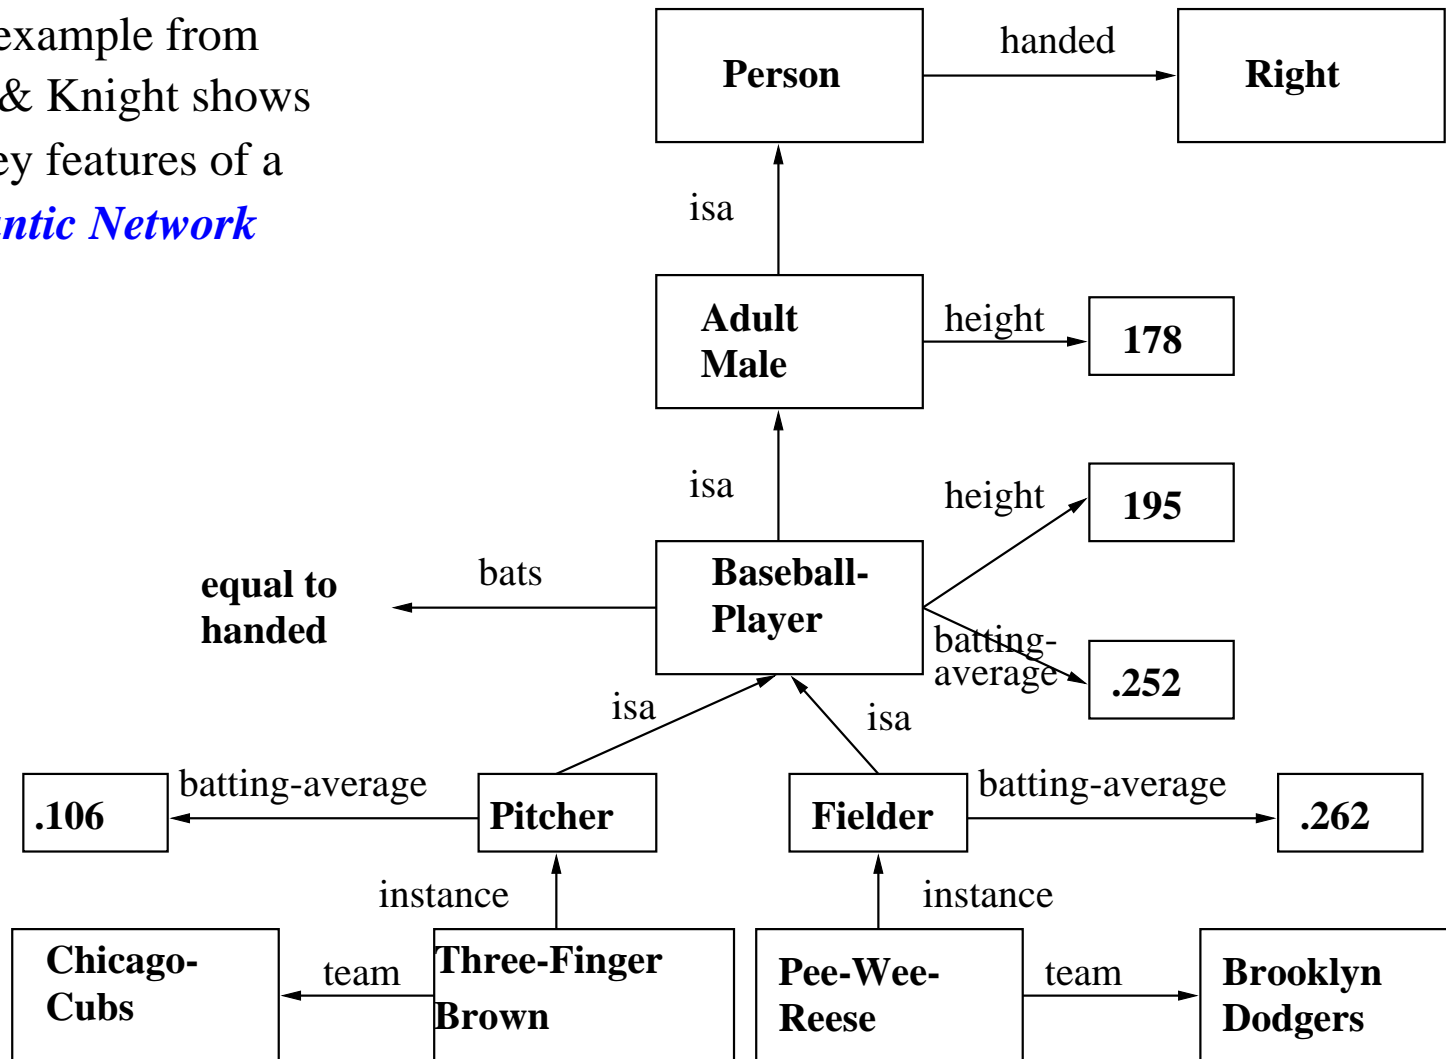 example from
& Knight shows
ey features of a
antic Network
Person
handed
Right
isa
Adult
Male
height
178
isa
height
195
equal to
handed
bats
Baseball-
Player
batting-
average
.252
isa
isa
.106
batting-average
Pitcher
Fielder
batting-average
.262
instance
instance
Chicago-
Cubs
team
Three-Finger
Brown
Pee-Wee-
Reese
team
Brooklyn
Dodgers